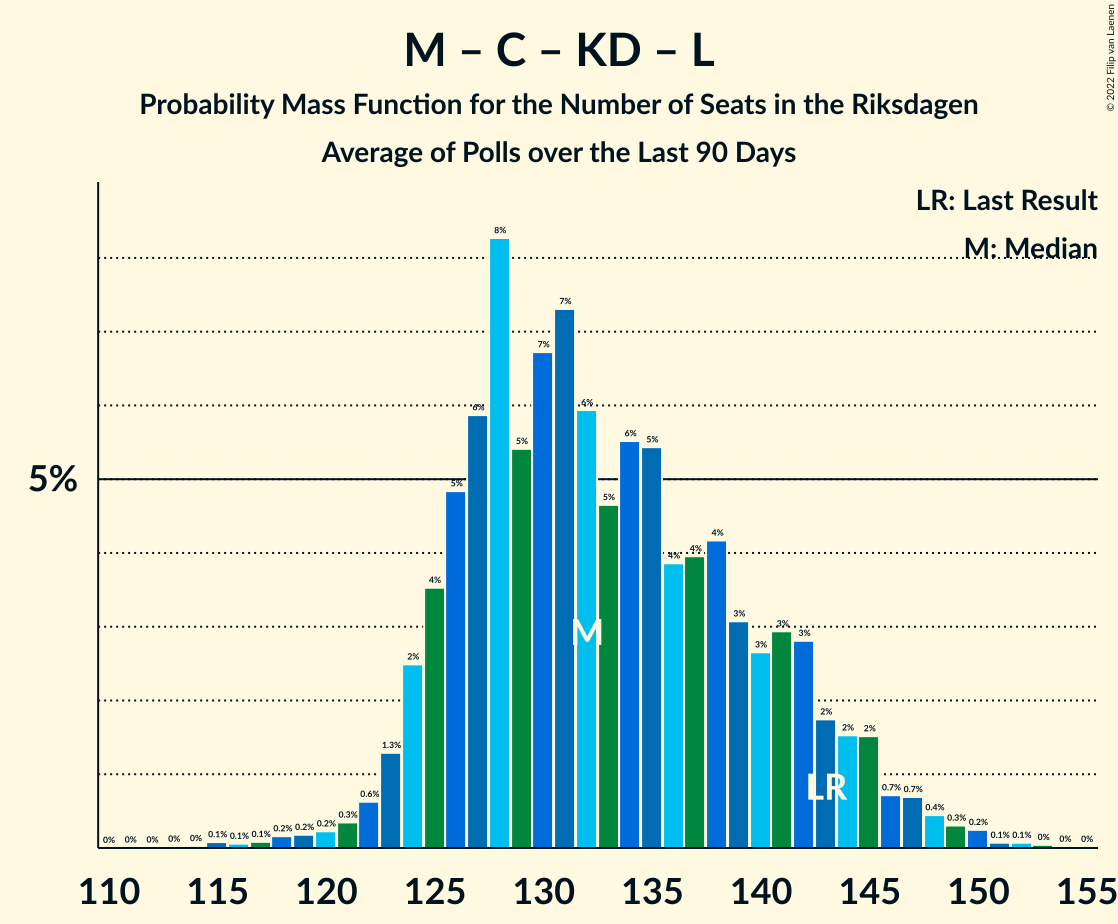 M – C – KD – L
Probability Mass Function for the Number of Seats in the Riksdagen
Average of Polls over the Last 90 Days
© 2022 Filip van Laenen
LR: Last Result
M: Median
5%
0% 0% 0% 0% 0% 0.1% 0.1% 0.1% 0.2% 0.2% 0.2% 0.3% 0.6% 1.3% 2% 4% 5% 6% 8% 5% 7% 7% 6% 5% 6% 5% 4% 4% 4% 3% 3% 3% 3% 2% 2% 2% 0.7% 0.7% 0.4% 0.3% 0.2% 0.1% 0.1% 0% 0% 0%
M
LR
110 115 120 125 130 135 140 145 150 155